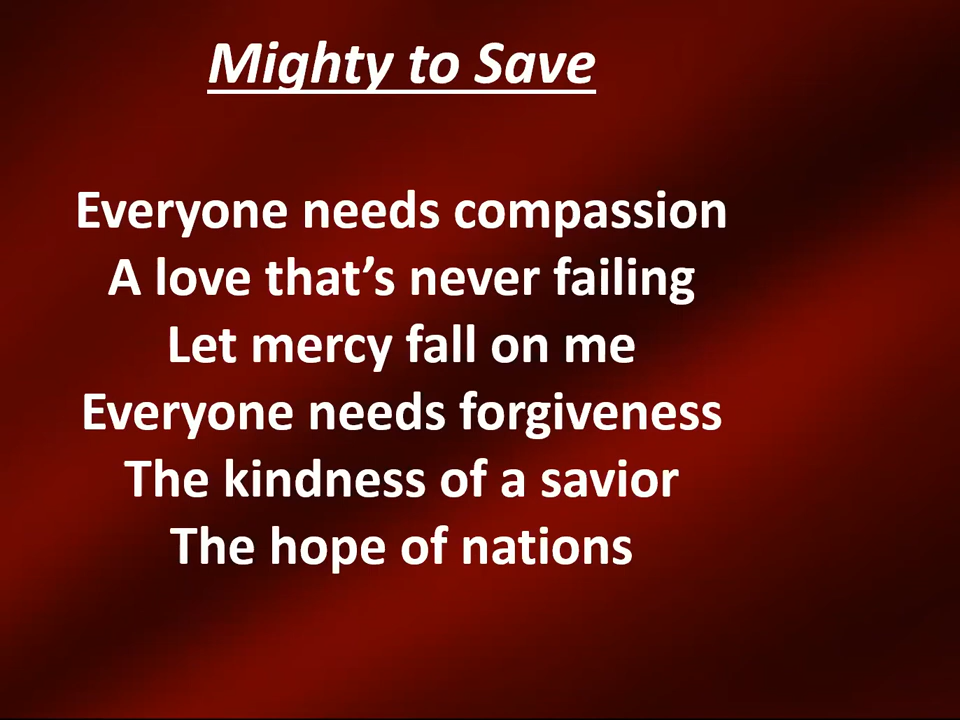 Mighty to Save
Everyone needs compassion
A love that’s never failing
Let mercy fall on me
Everyone needs forgiveness
The kindness of a savior
The hope of nations